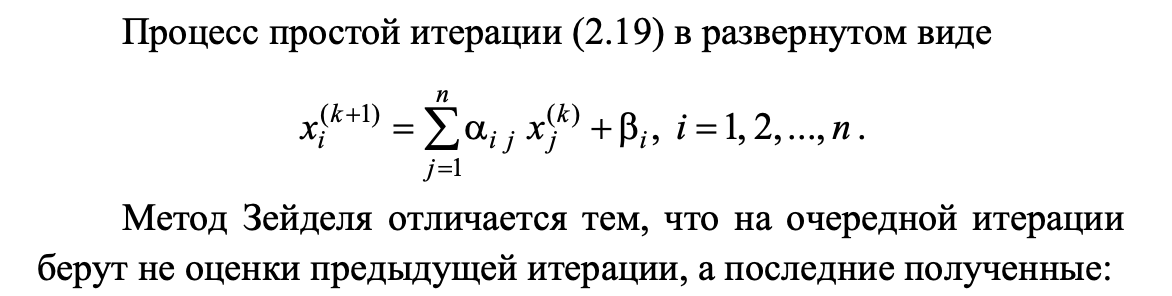 Процесс простой итерации (2.19) в развернутом виде
x_i^{(k+1)} = \sum_{j=1}^{n} α_{i j} x_j^{(k)} + β_i, i = 1, 2, ..., n .
Метод Зейделя отличается тем, что на очередной итерации
берут не оценки предыдущей итерации, а последние полученные: